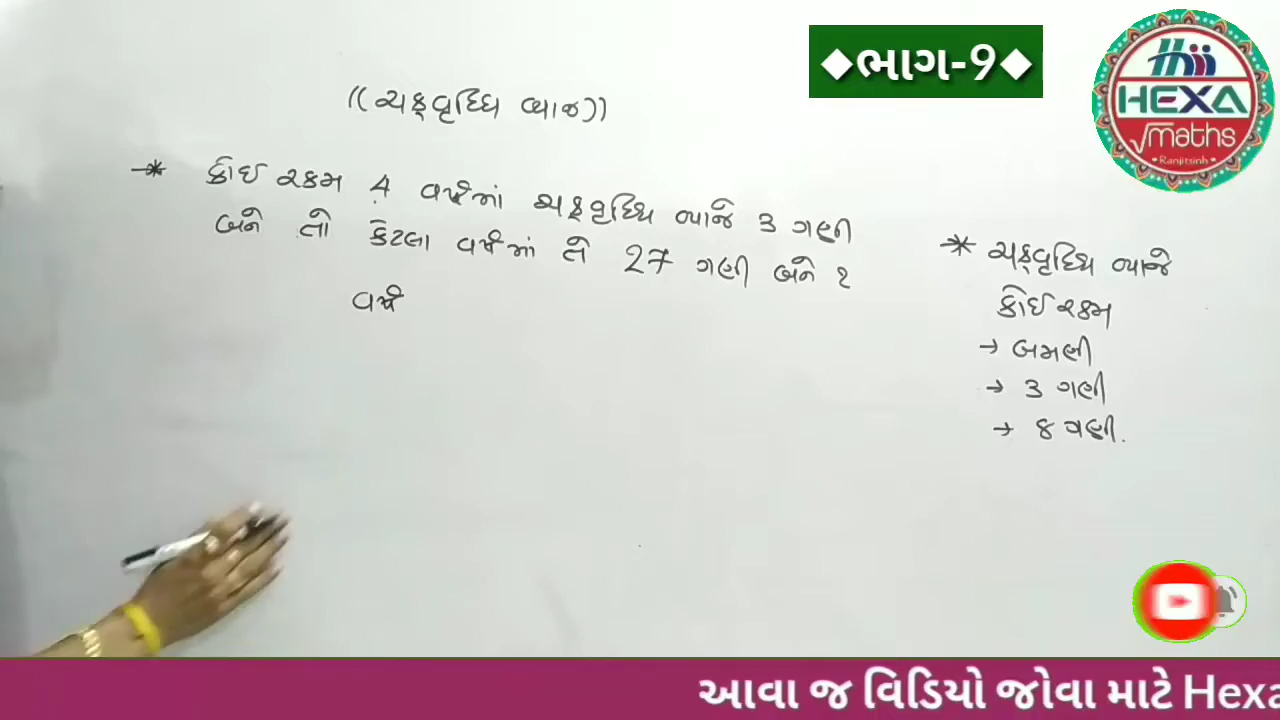 ◆ભાગ-9◆
HEXA
√maths
Ranjitsinh
((ચક્રવૃધ્ધિ વ્યાજ))
* કોઈ રકમ 4 વર્ષમાં ચક્રવૃધ્ધિ વ્યાજે 3 ગણી
બને તો કેટલા વર્ષમાં તે 27 ગણી બને ?
વર્ષ
* ચક્રવૃધ્ધિ વ્યાજે
કોઈ રકમ
→ બમણી
→ 3 ગણી
→ 8 ગણી.
આવા જ વિડિયો જોવા માટે Hexa